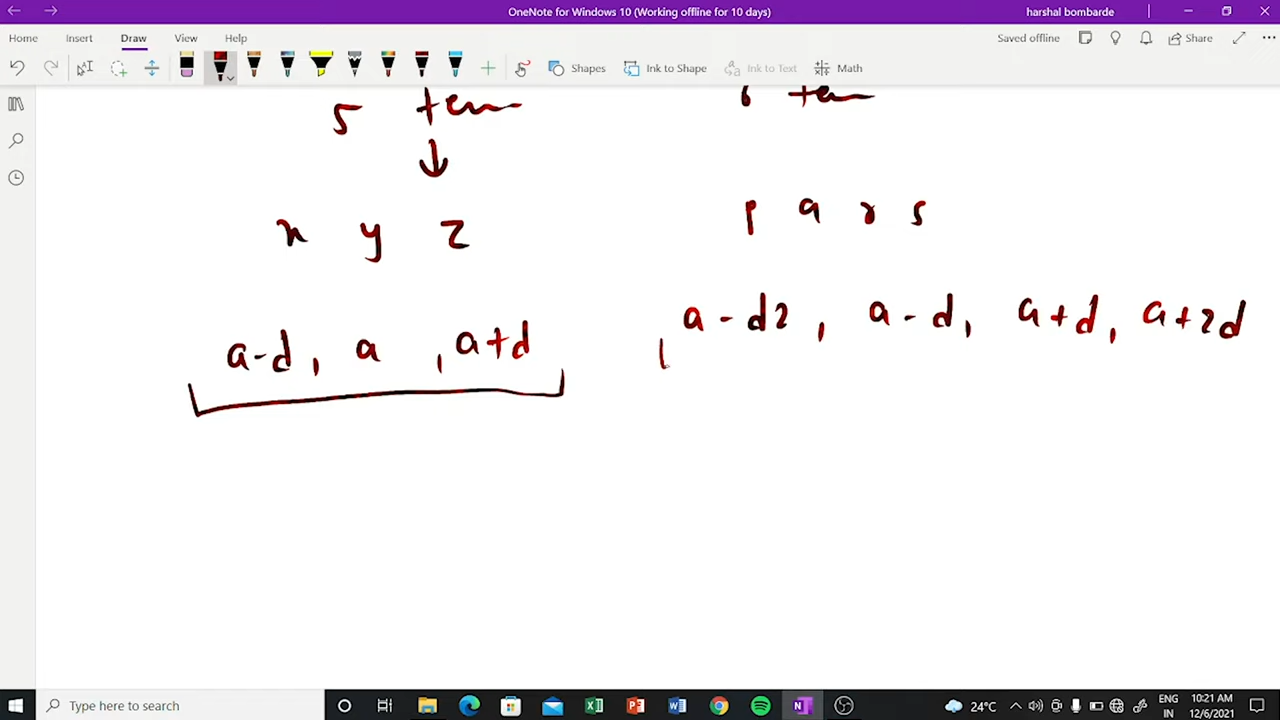 OneNote for Windows 10 (Working offline for 10 days)
harshal bombarde
Home Insert Draw View Help
Saved offline
Share
Shapes
Ink to Shape
Ink to Text
Math
5 term
term
x y z
p q r s
a-d, a , a+d
a-d2, a-d, a+d, a+2d
Type here to search
24°C
ENG
IN
10:21 AM
12/6/2021